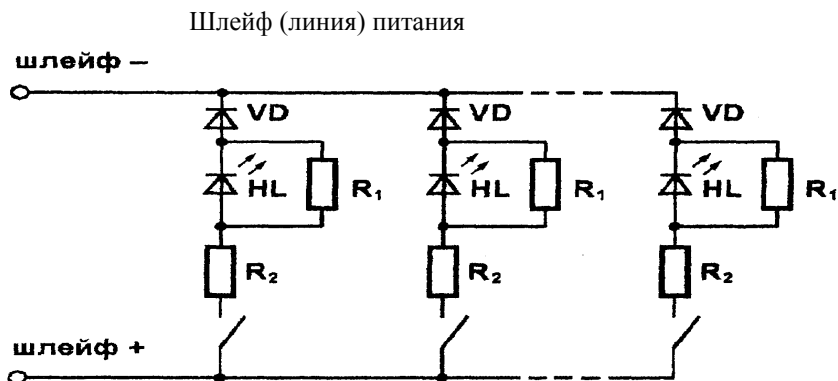 Шлейф (линия) питания
шлейф –
VD VD VD
HL R₁ HL R₁ HL R₁
R₂ R₂ R₂
шлейф +